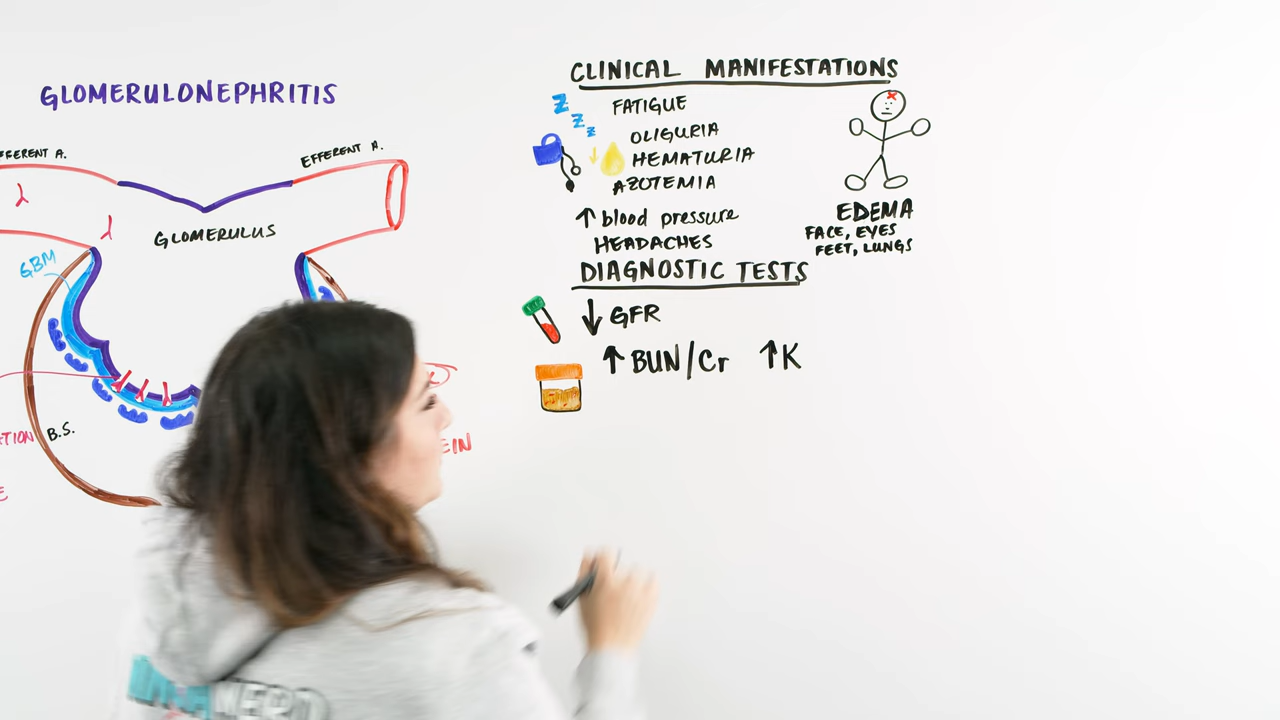 GLOMERULONEPHRITIS
EFFERENT A.
GLOMERULUS
GBM
B.S.
CLINICAL MANIFESTATIONS
Z
Z
Z
FATIGUE
OLIGURIA
↓ HEMATURIA
AZOTEMIA
↑ blood pressure
HEADACHES
EDEMA
FACE, EYES
FEET, LUNGS
DIAGNOSTIC TESTS
↓ GFR
↑ BUN/Cr ↑K